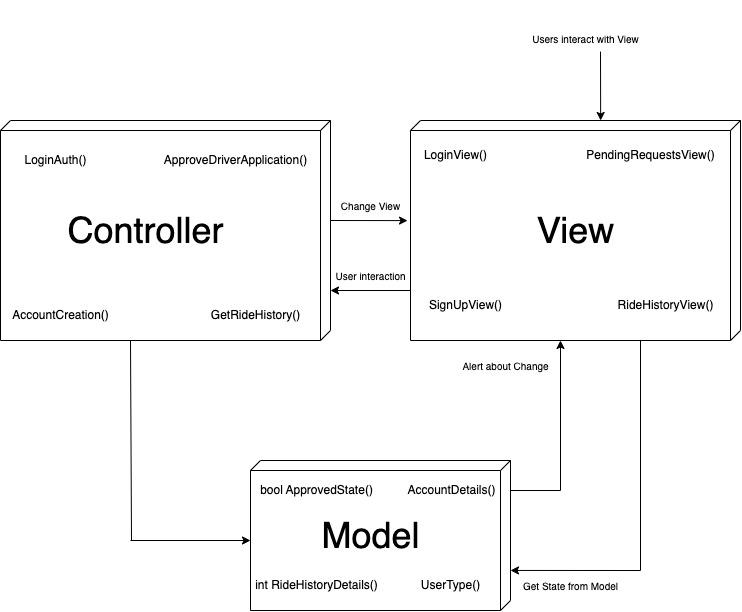 Users interact with View
LoginAuth()
ApproveDriverApplication()
Controller
AccountCreation()
GetRideHistory()
Change View
User interaction
LoginView()
PendingRequestsView()
View
SignUpView()
RideHistoryView()
Alert about Change
bool ApprovedState()
AccountDetails()
Model
int RideHistoryDetails()
UserType()
Get State from Model